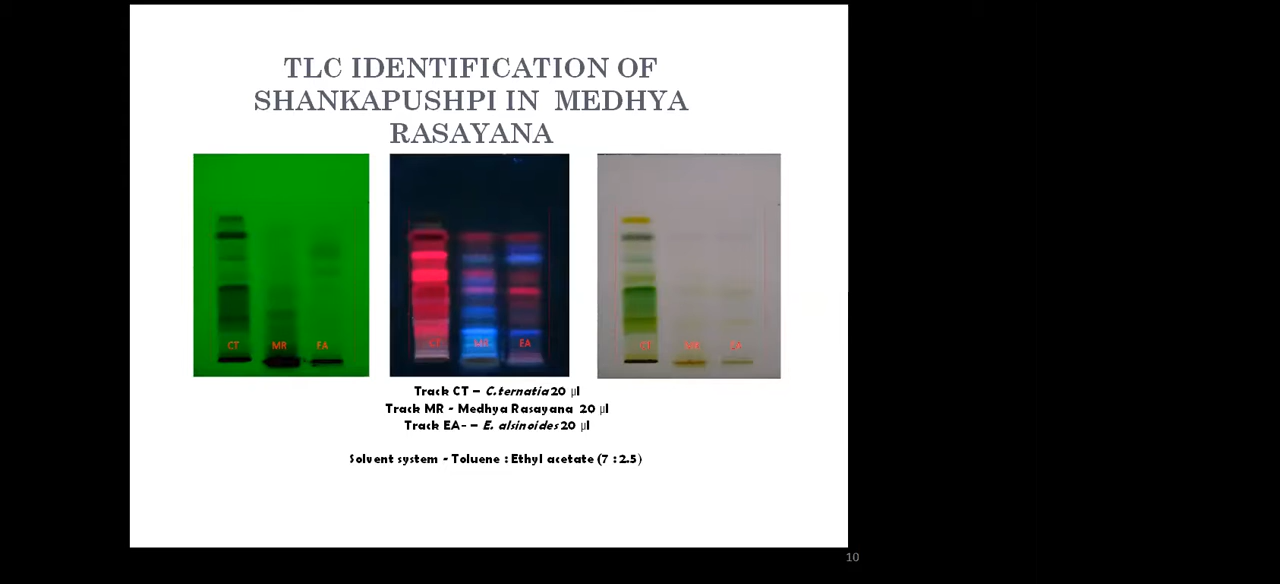 TLC IDENTIFICATION OF
SHANKAPUSHPI IN MEDHYA
RASAYANA
CT MR EA
CT MR EA
CT MR EA
Track CT – C.ternatia 20 µl
Track MR - Medhya Rasayana 20 µl
Track EA- – E. alsinoides 20 µl
Solvent system - Toluene : Ethyl acetate (7 : 2.5)
10